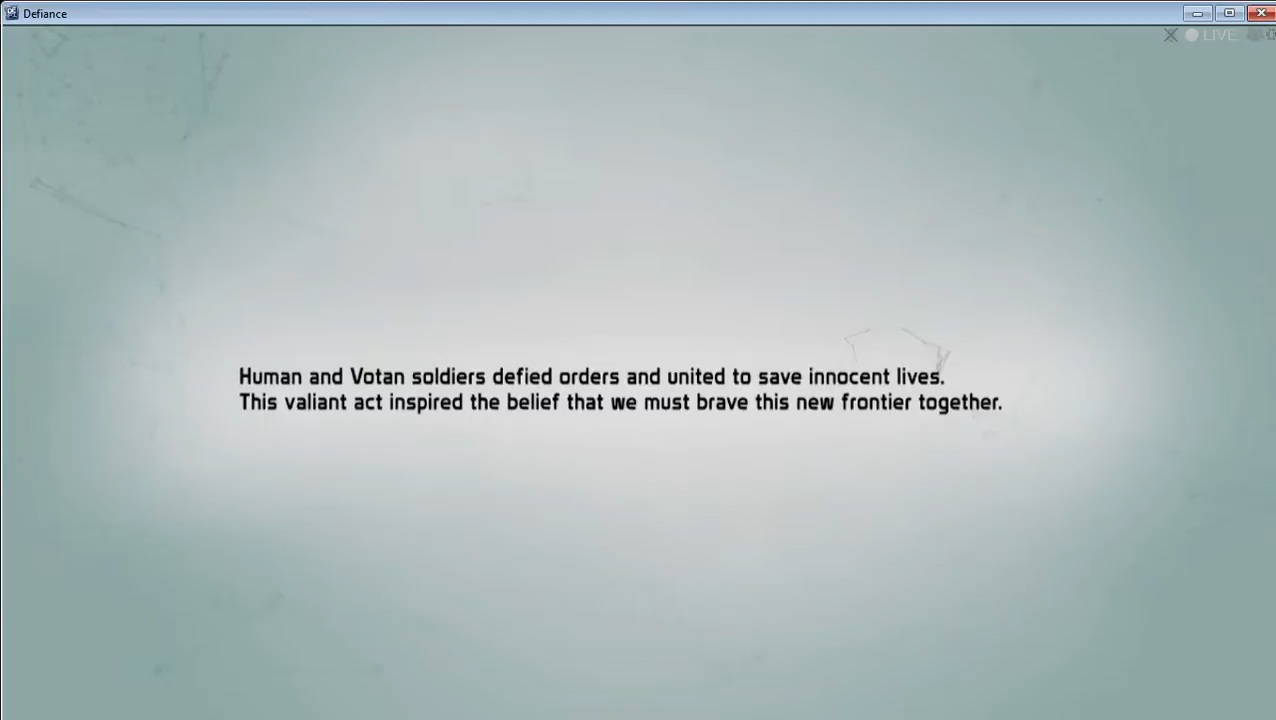 Defiance
LIVE
Human and Votan soldiers defied orders and united to save innocent lives.
This valiant act inspired the belief that we must brave this new frontier together.